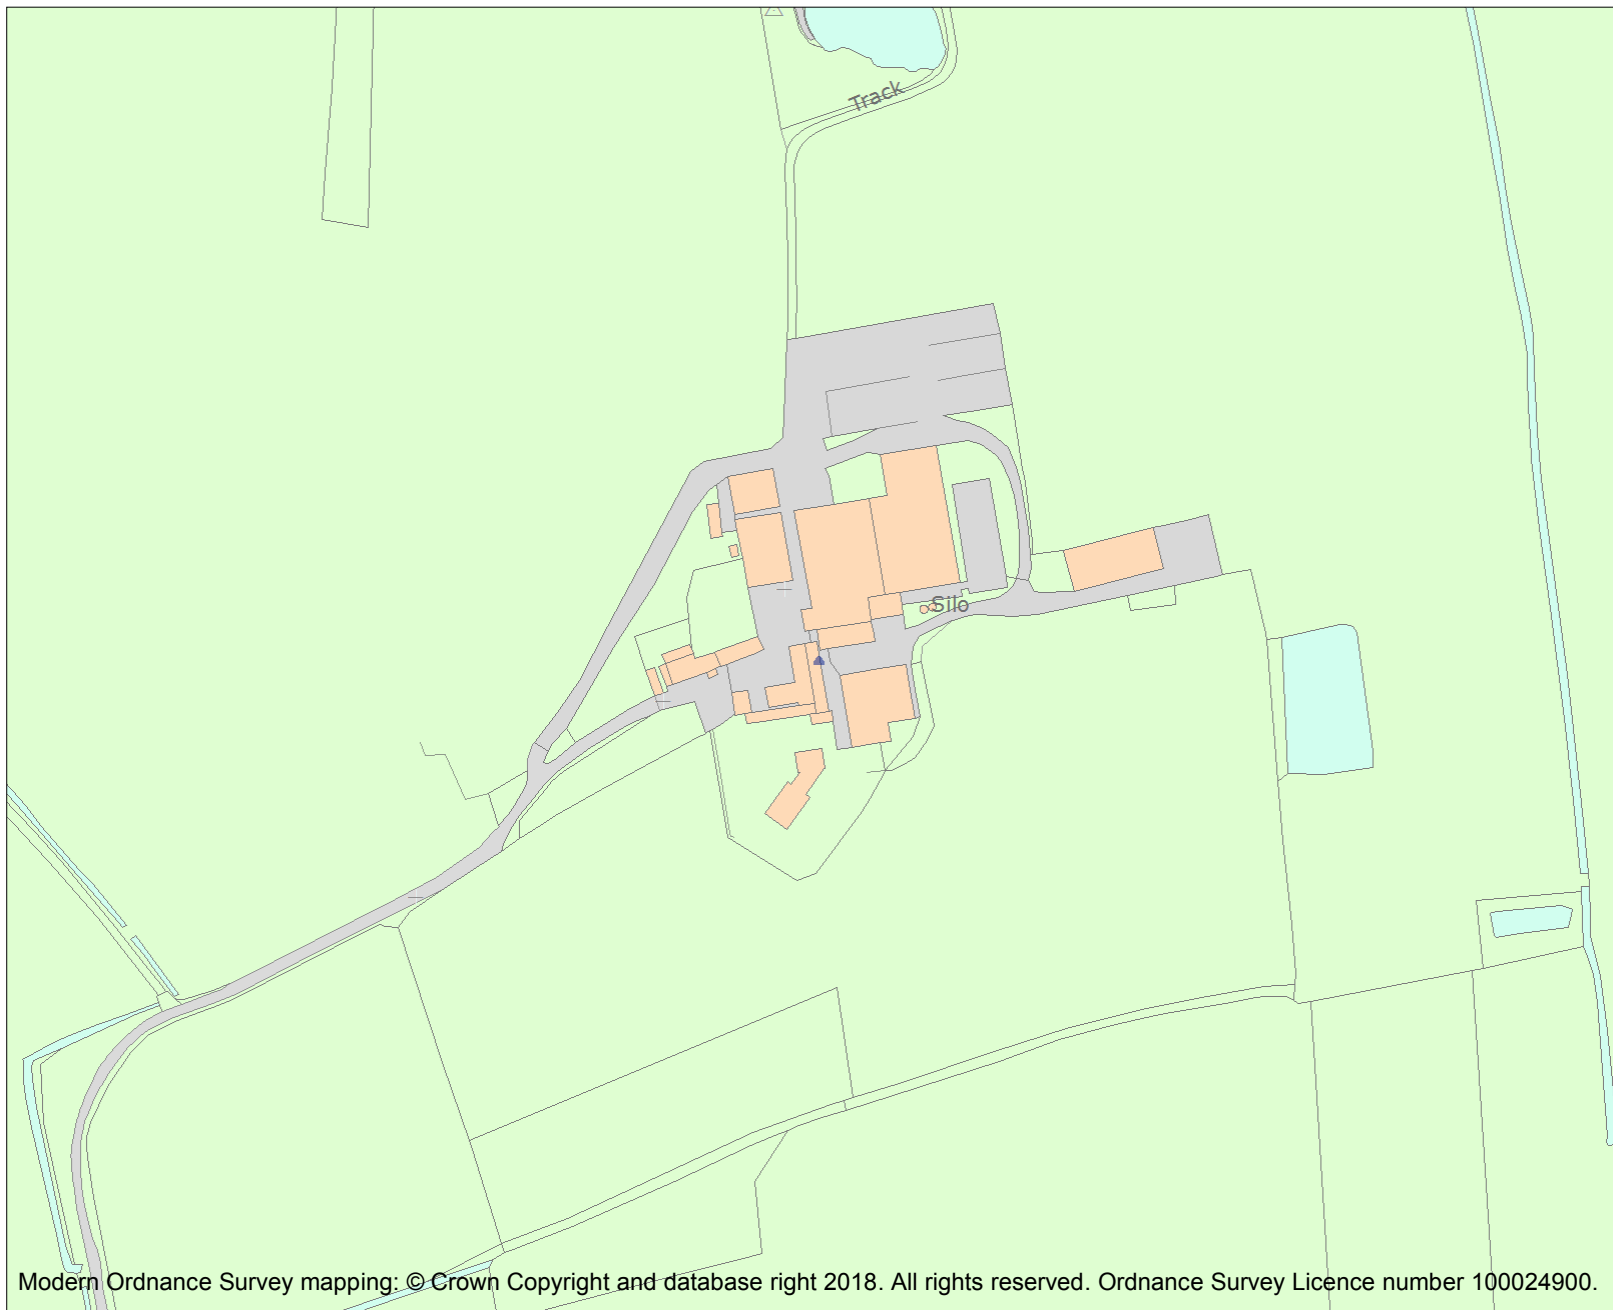 Track
Silo
Modern Ordnance Survey mapping: © Crown Copyright and database right 2018. All rights reserved. Ordnance Survey Licence number 100024900.